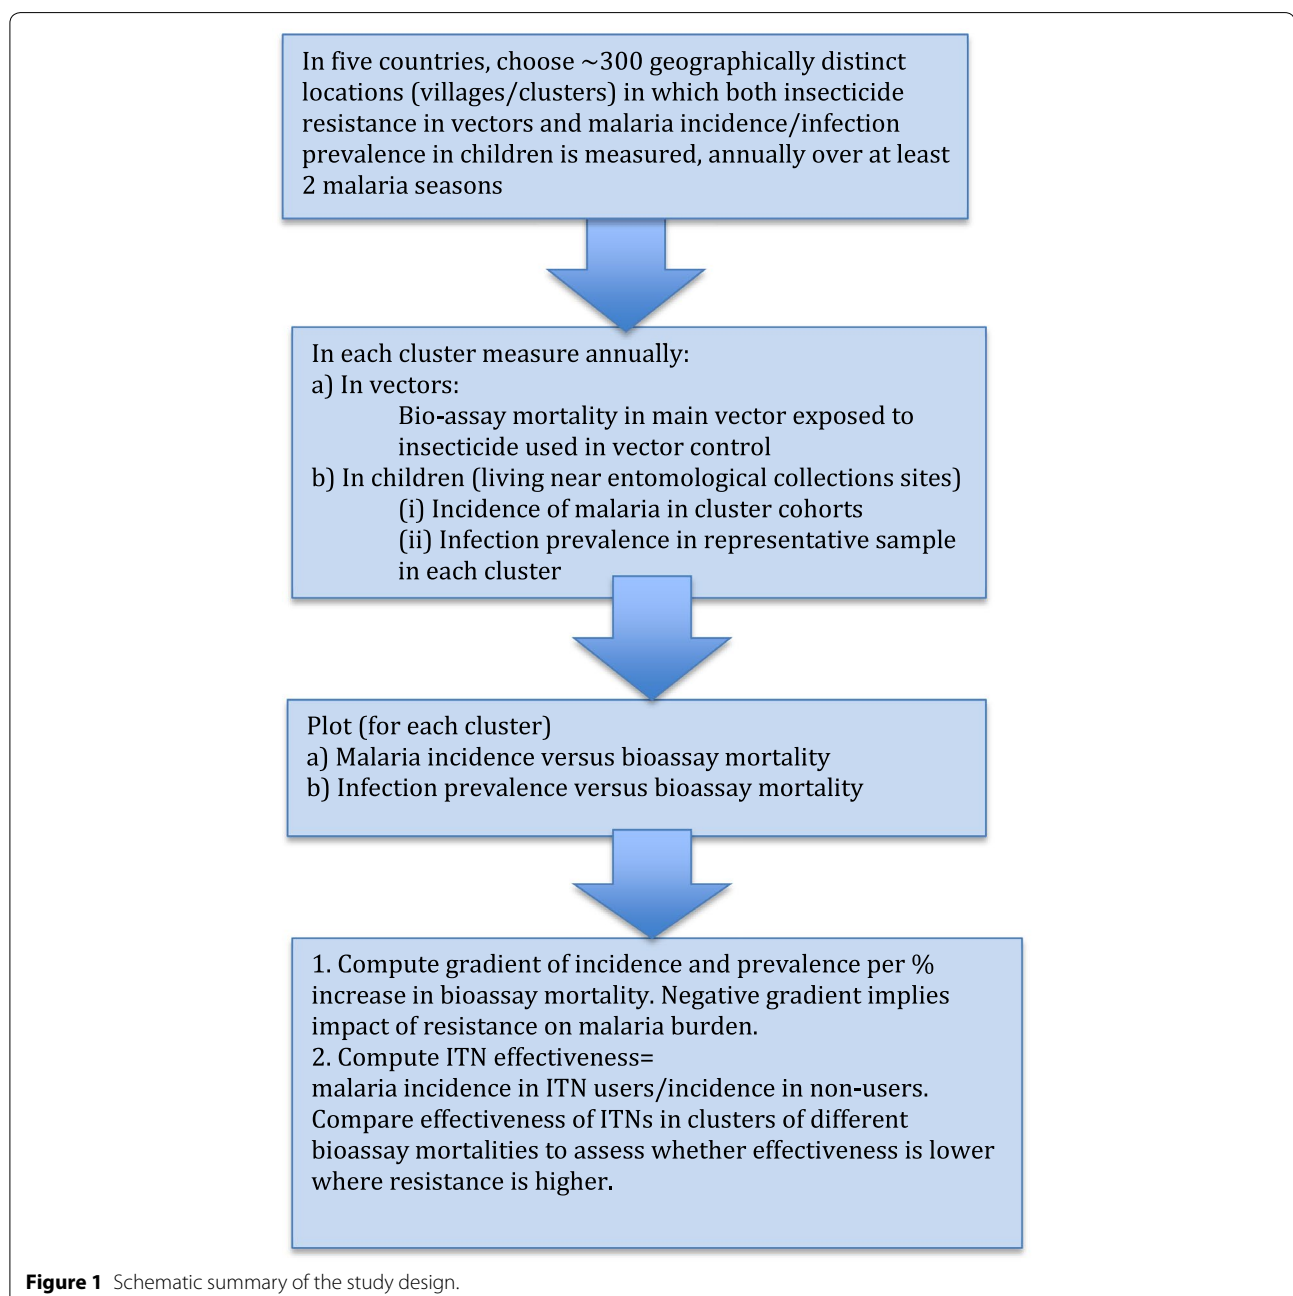 In five countries, choose ~300 geographically distinct
locations (villages/clusters) in which both insecticide
resistance in vectors and malaria incidence/infection
prevalence in children is measured, annually over at least
2 malaria seasons
In each cluster measure annually:
a) In vectors:
Bio-assay mortality in main vector exposed to
insecticide used in vector control
b) In children (living near entomological collections sites)
(i) Incidence of malaria in cluster cohorts
(ii) Infection prevalence in representative sample
in each cluster
Plot (for each cluster)
a) Malaria incidence versus bioassay mortality
b) Infection prevalence versus bioassay mortality
1. Compute gradient of incidence and prevalence per %
increase in bioassay mortality. Negative gradient implies
impact of resistance on malaria burden.
2. Compute ITN effectiveness=
malaria incidence in ITN users/incidence in non-users.
Compare effectiveness of ITNs in clusters of different
bioassay mortalities to assess whether effectiveness is lower
where resistance is higher.
Figure 1 Schematic summary of the study design.